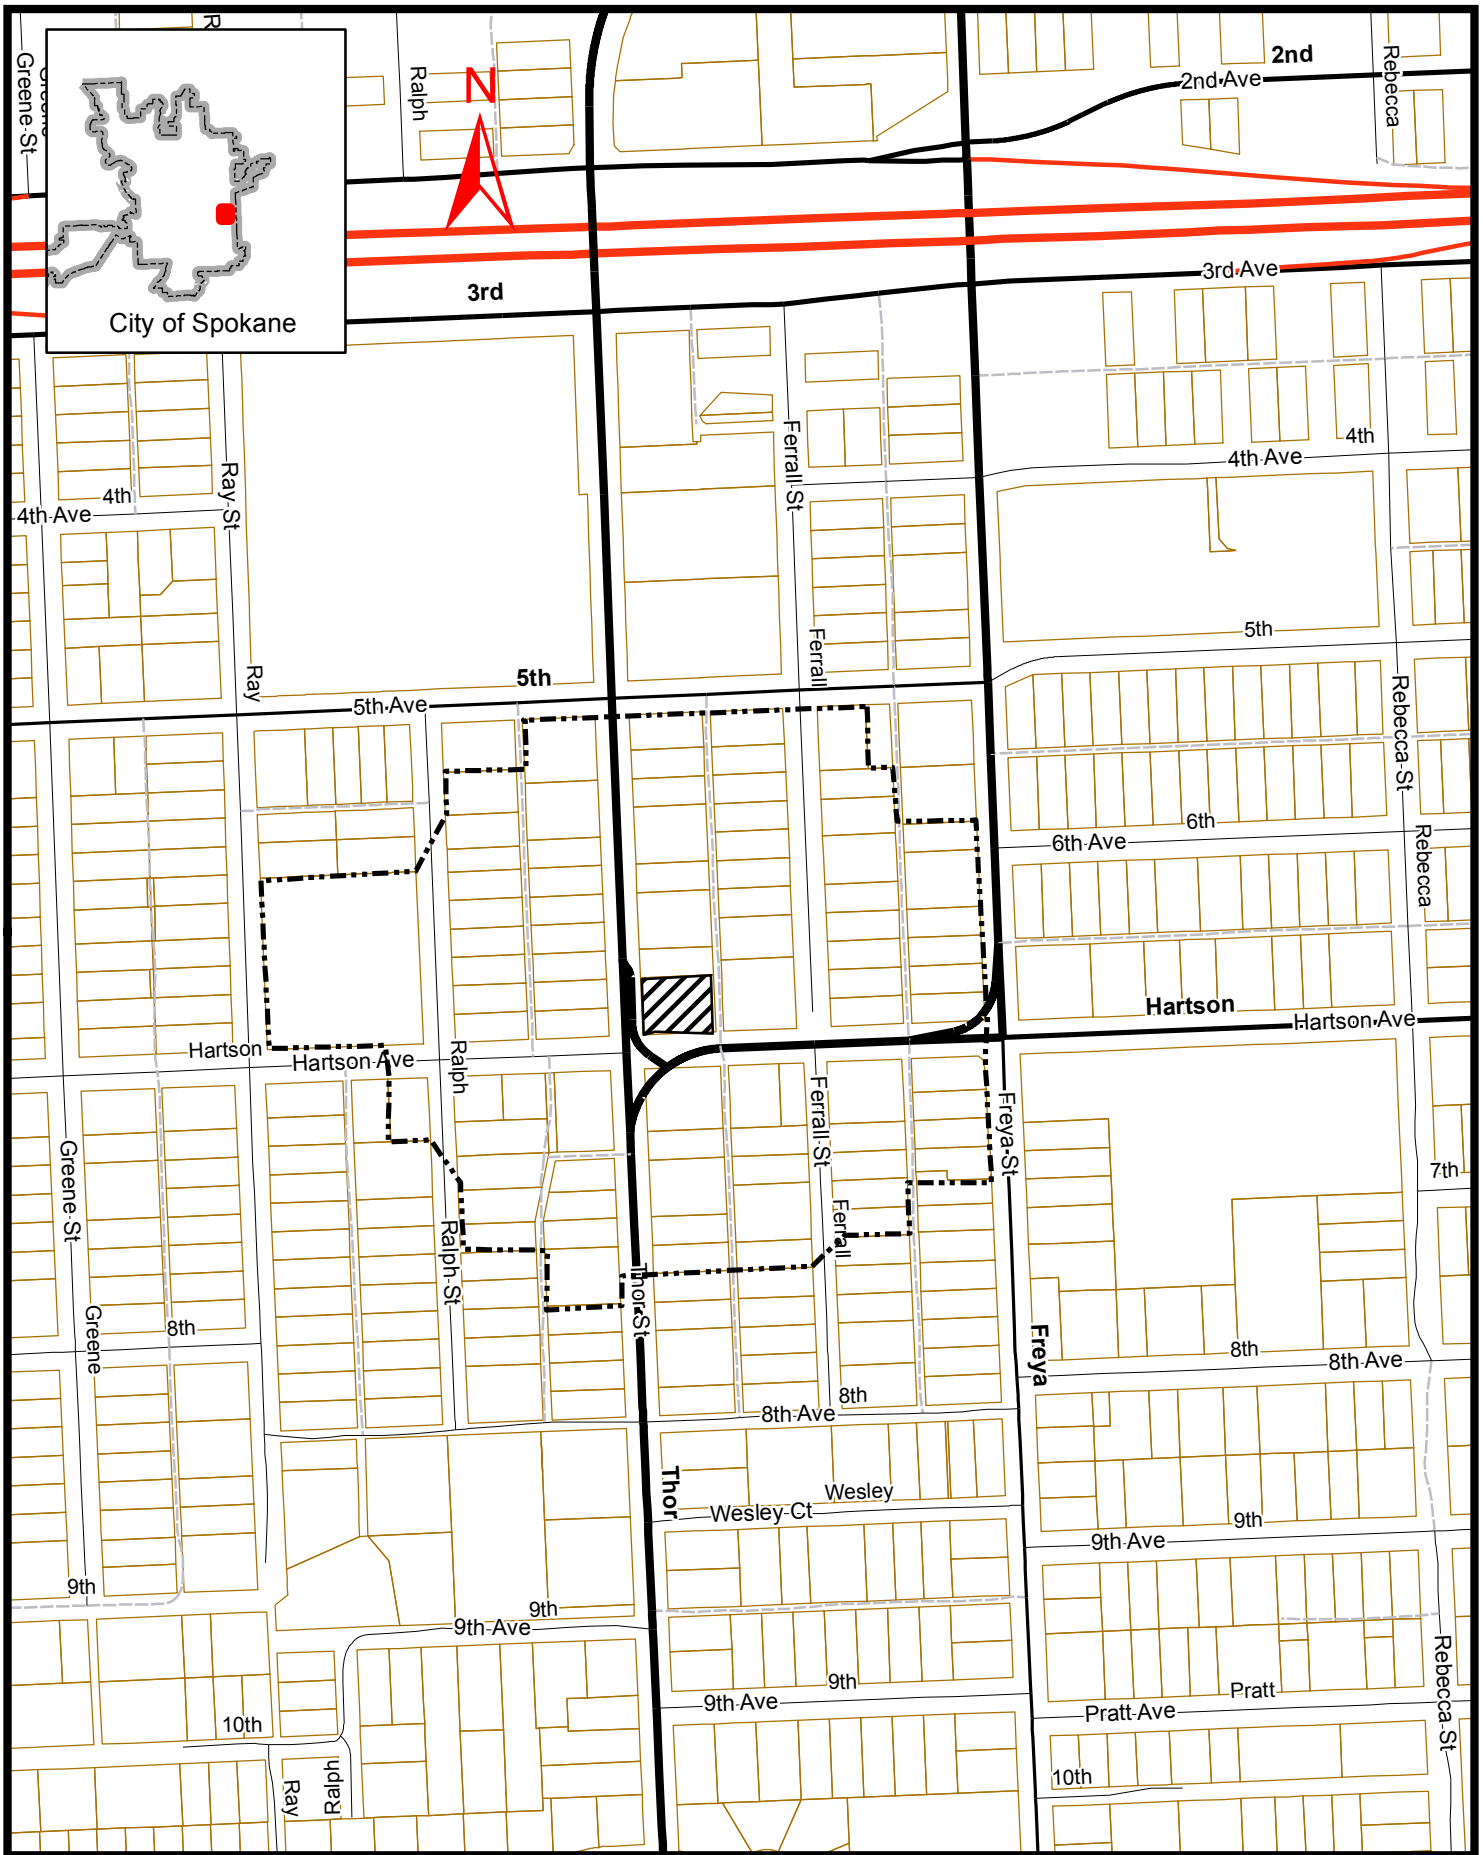 R
Greene St
Ralph
N
2nd
2nd Ave
Rebecca
City of Spokane
3rd
3rd Ave
4th
4th Ave
Ray St
Ferrall St
4th
4th Ave
Ray
Ferrall
5th
5th
5th Ave
Rebecca St
6th
6th Ave
Rebecca
Hartson
Hartson Ave
Hartson
Hartson Ave
Ralph
Ferrall St
Freya St
7th
Greene St
Ralph St
Ferrall
Thor St
Greene
8th
Freya
8th
8th Ave
8th
8th Ave
Thor
Wesley
Wesley Ct
9th
9th Ave
9th
9th
9th Ave
9th
9th Ave
Pratt
Pratt Ave
Rebecca St
10th
Ray
Ralph
10th